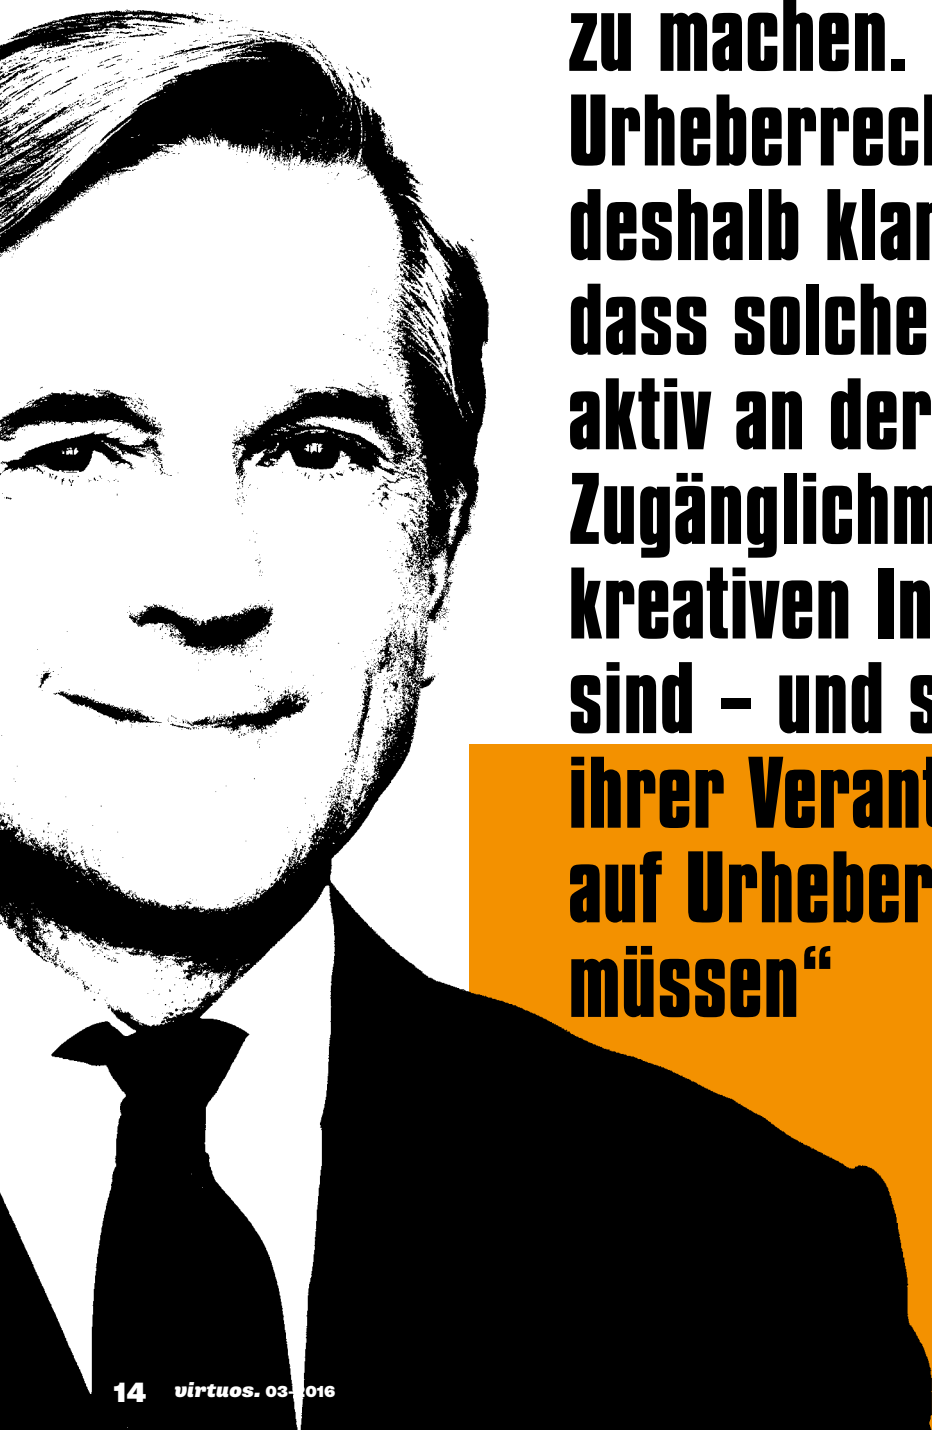 zu machen.
Urheberrec
deshalb klar
dass solche
aktiv an der
Zugänglichm
kreativen In
sind – und s
ihrer Verant
auf Urheber
müssen“
14 virtuos. 03-2016